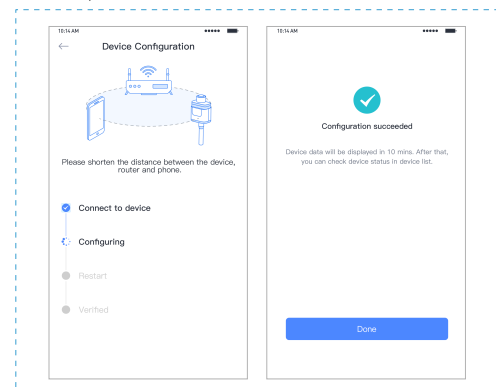 10:14 AM
Device Configuration
Please shorten the distance between the device,
router and phone.
Connect to device
Configuring
Restart
Verified
10:14 AM
Configuration succeeded
Device data will be displayed in 10 mins. After that,
you can check device status in device list.
Done